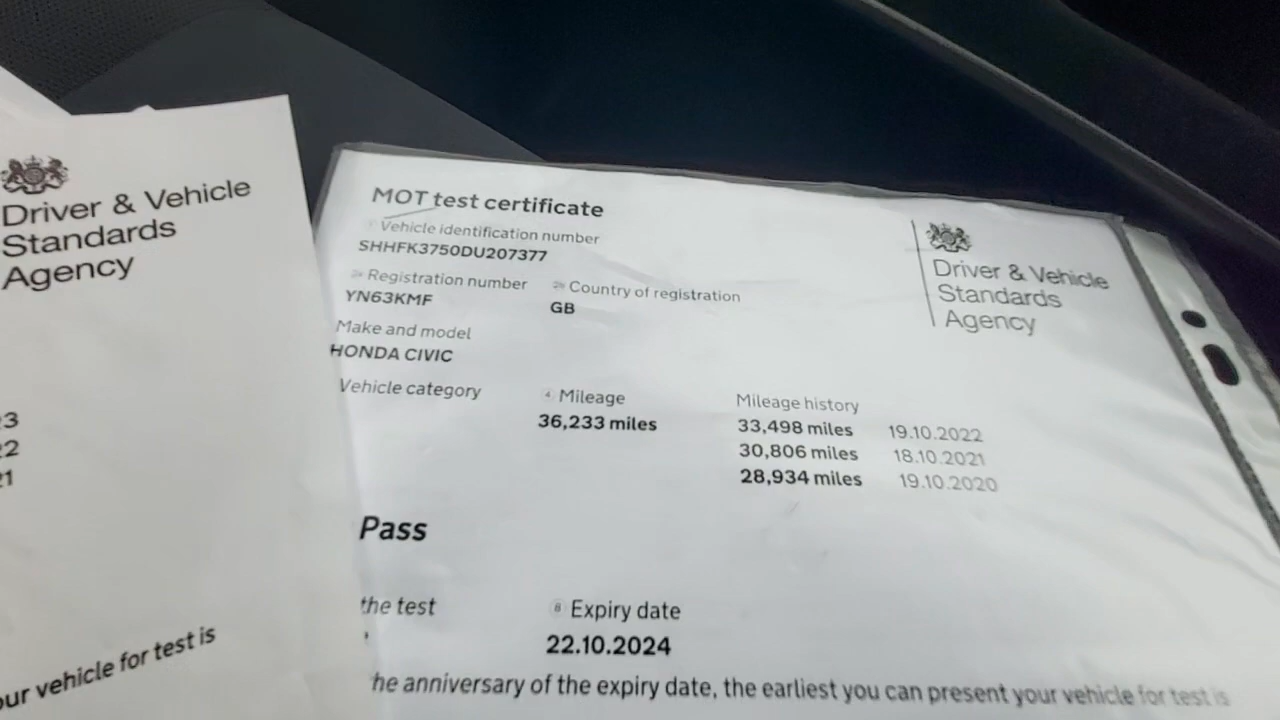 Driver & Vehicle
Standards
Agency
3
2
1
our vehicle for test is
MOT test certificate
Vehicle identification number
SHHFK3750DU207377
Registration number
YN63KMF
Country of registration
GB
Make and model
HONDA CIVIC
Vehicle category
4 Mileage
36,233 miles
Mileage history
33,498 miles 19.10.2022
30,806 miles 18.10.2021
28,934 miles 19.10.2020
Driver & Vehicle
Standards
Agency
Pass
the test
8 Expiry date
22.10.2024
he anniversary of the expiry date, the earliest you can present your vehicle for test is